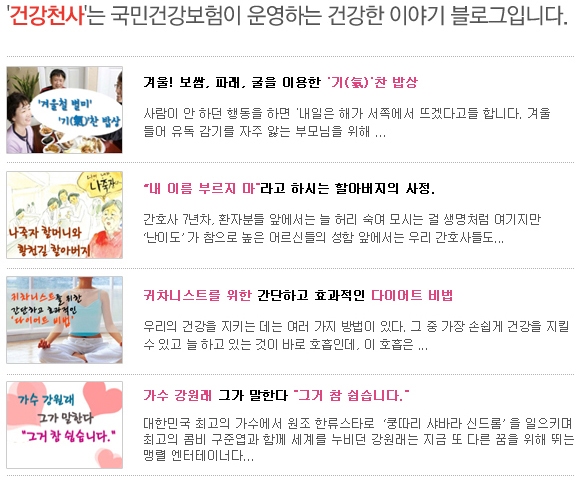 '건강천사'는 국민건강보험이 운영하는 건강한 이야기 블로그입니다.
'겨울철 별미'
'기(氣)'찬 밥상
겨울! 보쌈, 파래, 굴을 이용한 '기(氣)'찬 밥상
사람이 안 하던 행동을 하면 '내일은 해가 서쪽에서 뜨겠다고들 합니다. 겨울
들어 유독 감기를 자주 앓는 부모님을 위해 ...
나죽자
나죽자 할머니와
황천길 할아버지
"내 이름 부르지 마"라고 하시는 할아버지의 사정.
간호사 7년차, 환자분들 앞에서는 늘 허리 숙여 모시는 걸 생명처럼 여기지만
'난이도' 가 참으로 높은 어르신들의 성함 앞에서는 우리 간호사들도...
귀차니스트를 위한
간단하고 효과적인
'다이어트 비법'
귀차니스트를 위한 간단하고 효과적인 다이어트 비법
우리의 건강을 지키는 데는 여러 가지 방법이 있다. 그 중 가장 손쉽게 건강을 지킬
수 있고 늘 하고 있는 것이 바로 호흡인데, 이 호흡은 ...
가수 강원래
그가 말한다
"그거 참 쉽습니다."
가수 강원래 그가 말한다 "그거 참 쉽습니다."
대한민국 최고의 가수에서 원조 한류스타로 '쿵따리 샤바라 신드롬' 을 일으키며
최고의 콤비 구준엽과 함께 세계를 누비던 강원래는 지금 또 다른 꿈을 위해 뛰는
맹렬 엔터테이너다...